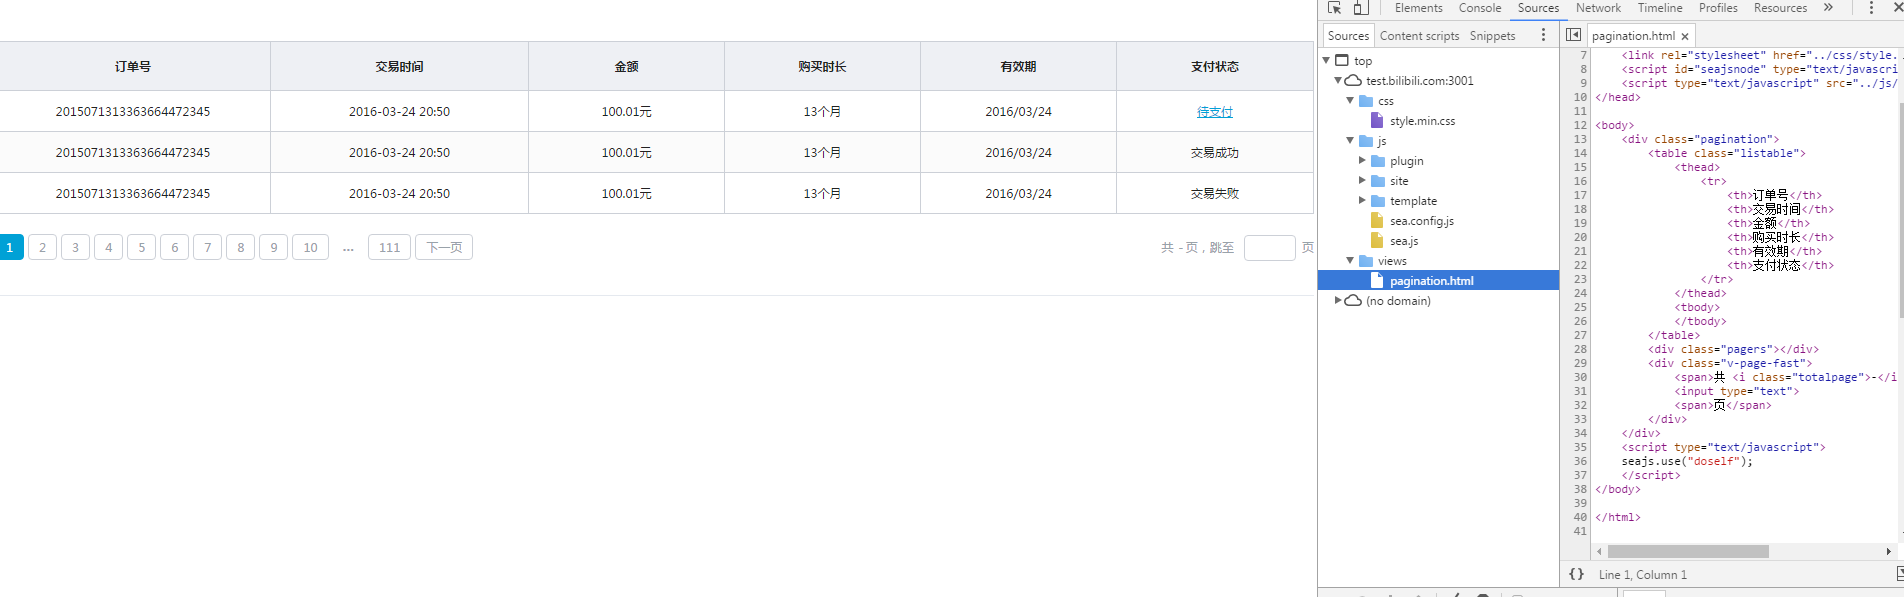 Elements Console Sources Network Timeline Profiles Resources »
Sources Content scripts Snippets
pagination.html ×
订单号 交易时间 金额 购买时长 有效期 支付状态
2015071313363664472345 2016-03-24 20:50 100.01元 13个月 2016/03/24 待支付
2015071313363664472345 2016-03-24 20:50 100.01元 13个月 2016/03/24 交易成功
2015071313363664472345 2016-03-24 20:50 100.01元 13个月 2016/03/24 交易失败
1 2 3 4 5 6 7 8 9 10 ... 111 下一页
共 - 页，跳至 页
top
test.bilibili.com:3001
css
style.min.css
js
plugin
site
template
sea.config.js
sea.js
views
pagination.html
(no domain)
7 <link rel="stylesheet" href="../css/style.
8 <script id="seajsnode" type="text/javascri
9 <script type="text/javascript" src="../js/
10 </head>
11
12 <body>
13 <div class="pagination">
14 <table class="listable">
15 <thead>
16 <tr>
17 <th>订单号</th>
18 <th>交易时间</th>
19 <th>金额</th>
20 <th>购买时长</th>
21 <th>有效期</th>
22 <th>支付状态</th>
23 </tr>
24 </thead>
25 <tbody>
26 </tbody>
27 </table>
28 <div class="pagers"></div>
29 <div class="v-page-fast">
30 <span>共 <i class="totalpage">-</i
31 <input type="text">
32 <span>页</span>
33 </div>
34 </div>
35 <script type="text/javascript">
36 seajs.use("doself");
37 </script>
38 </body>
39
40 </html>
41
{} Line 1, Column 1